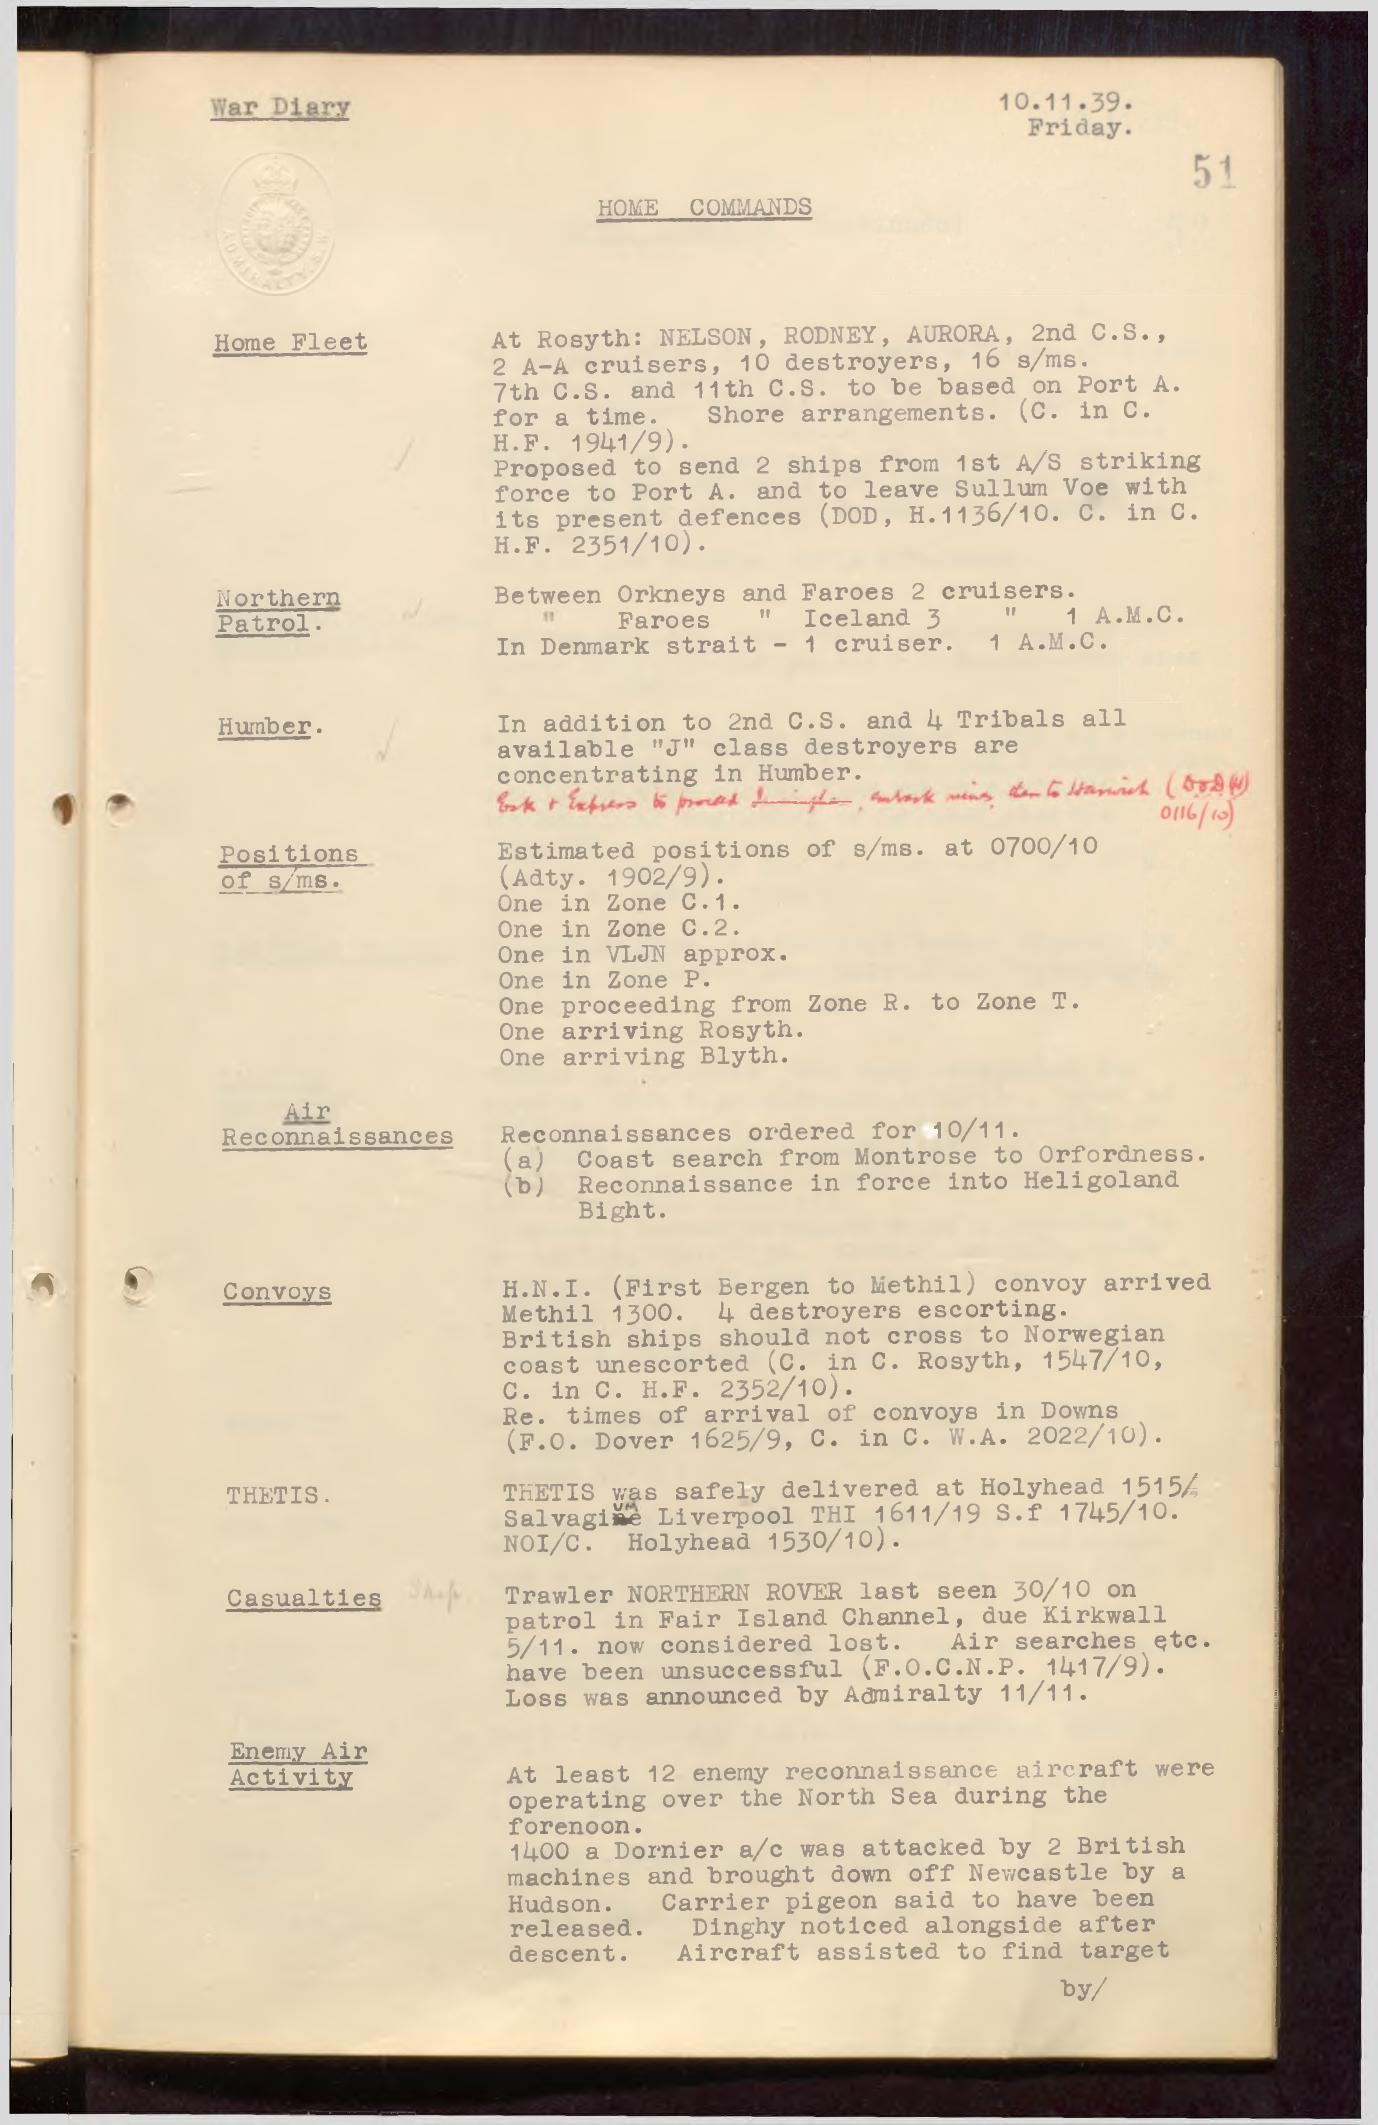 War Diary
10.11.39.
Friday.
51
ADMIRALTY S.W.
HOME COMMANDS
Home Fleet
At Rosyth: NELSON, RODNEY, AURORA, 2nd C.S.,
2 A-A cruisers, 10 destroyers, 16 s/ms.
7th C.S. and 11th C.S. to be based on Port A.
for a time. Shore arrangements. (C. in C.
H.F. 1941/9).
Proposed to send 2 ships from 1st A/S striking
force to Port A. and to leave Sullum Voe with
its present defences (DOD, H.1136/10. C. in C.
H.F. 2351/10).
Northern
Patrol.
Between Orkneys and Faroes 2 cruisers.
" Faroes " Iceland 3 " 1 A.M.C.
In Denmark strait - 1 cruiser. 1 A.M.C.
Humber.
In addition to 2nd C.S. and 4 Tribals all
available "J" class destroyers are
concentrating in Humber.
Esk & Express to proceed Immingham, embark mines, then to Harwich (DOD(H)
0116/10)
Positions
of s/ms.
Estimated positions of s/ms. at 0700/10
(Adty. 1902/9).
One in Zone C.1.
One in Zone C.2.
One in VLJN approx.
One in Zone P.
One proceeding from Zone R. to Zone T.
One arriving Rosyth.
One arriving Blyth.
Air
Reconnaissances
Reconnaissances ordered for 10/11.
(a) Coast search from Montrose to Orfordness.
(b) Reconnaissance in force into Heligoland
Bight.
Convoys
H.N.I. (First Bergen to Methil) convoy arrived
Methil 1300. 4 destroyers escorting.
British ships should not cross to Norwegian
coast unescorted (C. in C. Rosyth, 1547/10,
C. in C. H.F. 2352/10).
Re. times of arrival of convoys in Downs
(F.O. Dover 1625/9, C. in C. W.A. 2022/10).
THETIS.
THETIS was safely delivered at Holyhead 1515/
Liverpool THI 1611/19 S.f 1745/10.
NOI/C. Holyhead 1530/10).
Casualties
Trawler NORTHERN ROVER last seen 30/10 on
patrol in Fair Island Channel, due Kirkwall
5/11. now considered lost. Air searches etc.
have been unsuccessful (F.O.C.N.P. 1417/9).
Loss was announced by Admiralty 11/11.
Enemy Air
Activity
At least 12 enemy reconnaissance aircraft were
operating over the North Sea during the
forenoon.
1400 a Dornier a/c was attacked by 2 British
machines and brought down off Newcastle by a
Hudson. Carrier pigeon said to have been
released. Dinghy noticed alongside after
descent. Aircraft assisted to find target
by/